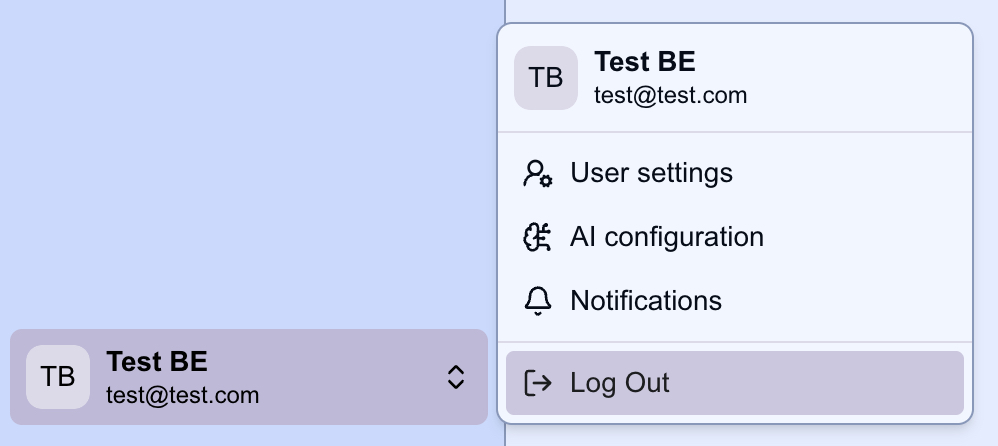 TB
Test BE
test@test.com
TB
Test BE
test@test.com
User settings
AI configuration
Notifications
Log Out